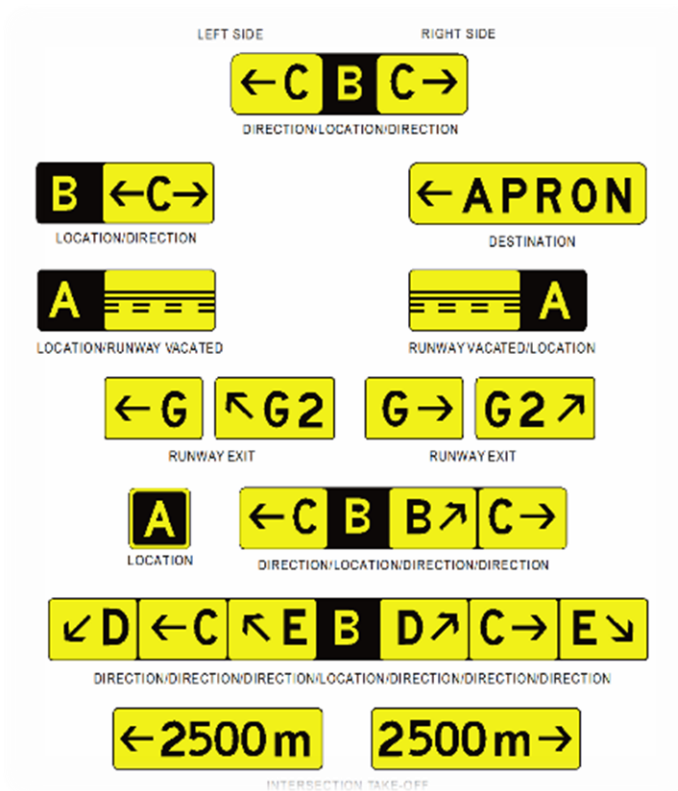 LEFT SIDE RIGHT SIDE
←C B C→
DIRECTION/LOCATION/DIRECTION
B ←C→ ←APRON
LOCATION/DIRECTION DESTINATION
A A
LOCATION/RUNWAY VACATED RUNWAY VACATED/LOCATION
←G ↖G2 G→ G2↗
RUNWAY EXIT RUNWAY EXIT
A ←C B B↗ C→
LOCATION DIRECTION/LOCATION/DIRECTION/DIRECTION
↙D ←C ↖E B D↗ C→ E↘
DIRECTION/DIRECTION/DIRECTION/LOCATION/DIRECTION/DIRECTION/DIRECTION
←2500m 2500m→
INTERSECTION TAKE-OFF